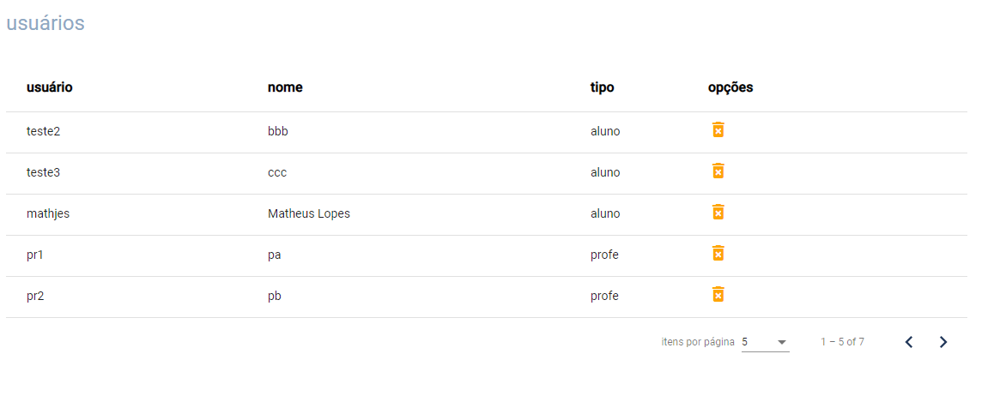 usuários
usuário nome tipo opções
teste2 bbb aluno
teste3 ccc aluno
mathjes Matheus Lopes aluno
pr1 pa profe
pr2 pb profe
itens por página 5 1 – 5 of 7